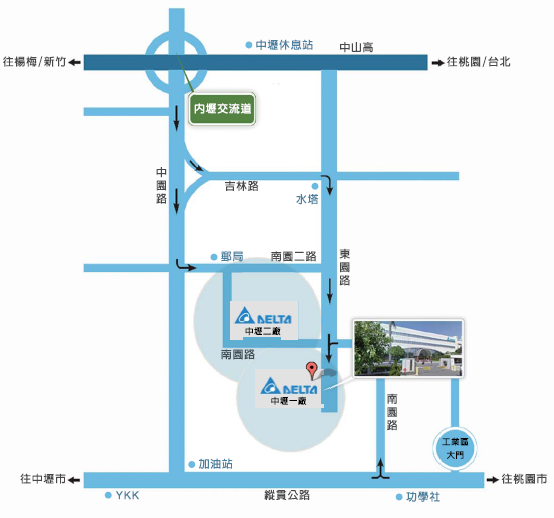 中壢休息站
中山高
往楊梅/新竹
往桃園/台北
內壢交流道
中園路
吉林路
水塔
郵局
南園二路
東園路
DELTA
中壢二廠
南園路
DELTA
中壢一廠
南園路
工業區
大門
加油站
往中壢市
往桃園市
YKK
縱貫公路
功學社